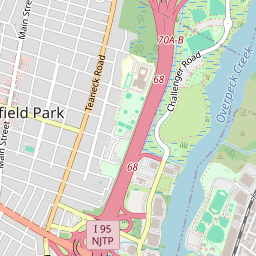 Main Street
70A-B
Teaneck Road
68
Challenger Road
Overpeck Creek
field Park
Main Street
68
I 95
NJTP